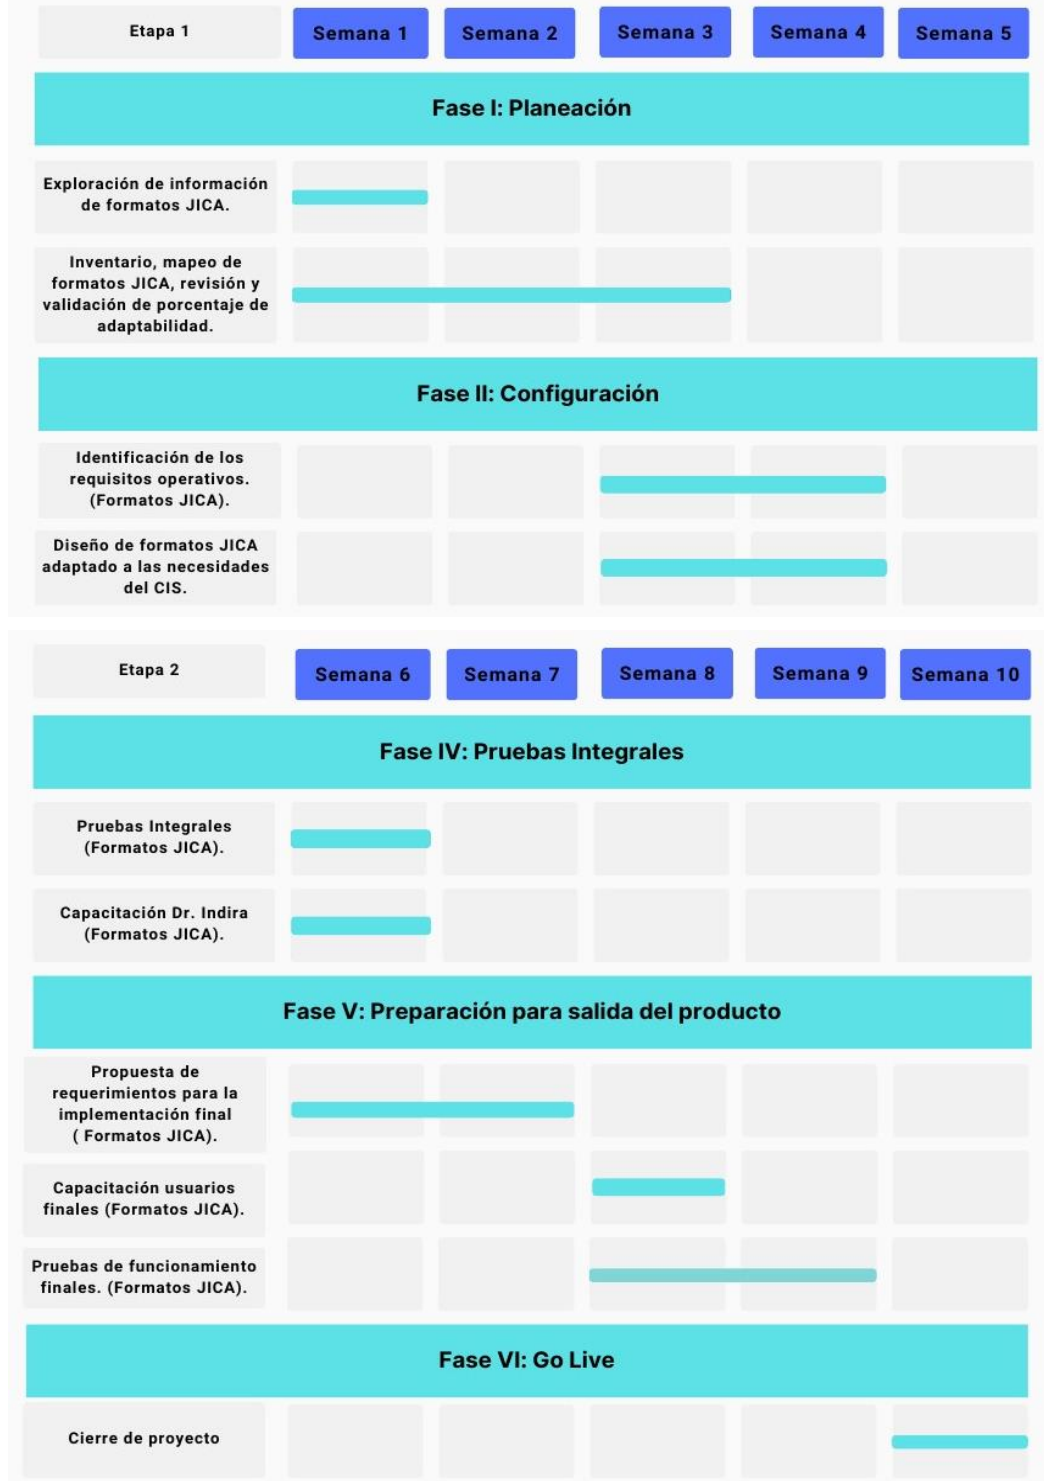 Etapa 1
Semana 1
Semana 2
Semana 3
Semana 4
Semana 5
Fase I: Planeación
Exploración de información
de formatos JICA.
Inventario, mapeo de
formatos JICA, revisión y
validación de porcentaje de
adaptabilidad.
Fase II: Configuración
Identificación de los
requisitos operativos.
(Formatos JICA).
Diseño de formatos JICA
adaptado a las necesidades
del CIS.
Etapa 2
Semana 6
Semana 7
Semana 8
Semana 9
Semana 10
Fase IV: Pruebas Integrales
Pruebas Integrales
(Formatos JICA).
Capacitación Dr. Indira
(Formatos JICA).
Fase V: Preparación para salida del producto
Propuesta de
requerimientos para la
implementación final
( Formatos JICA).
Capacitación usuarios
finales (Formatos JICA).
Pruebas de funcionamiento
finales. (Formatos JICA).
Fase VI: Go Live
Cierre de proyecto